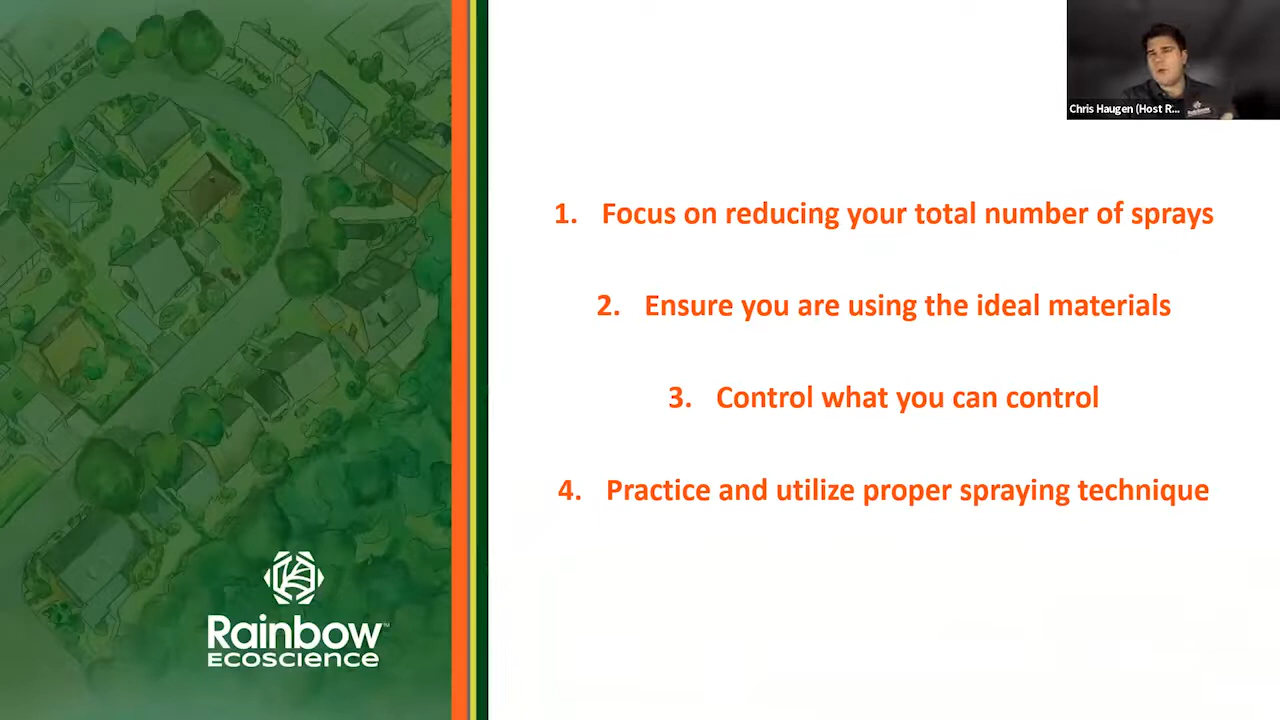 Chris Haugen (Host R...
1. Focus on reducing your total number of sprays
2. Ensure you are using the ideal materials
3. Control what you can control
4. Practice and utilize proper spraying technique
Rainbow™
ECOSCIENCE